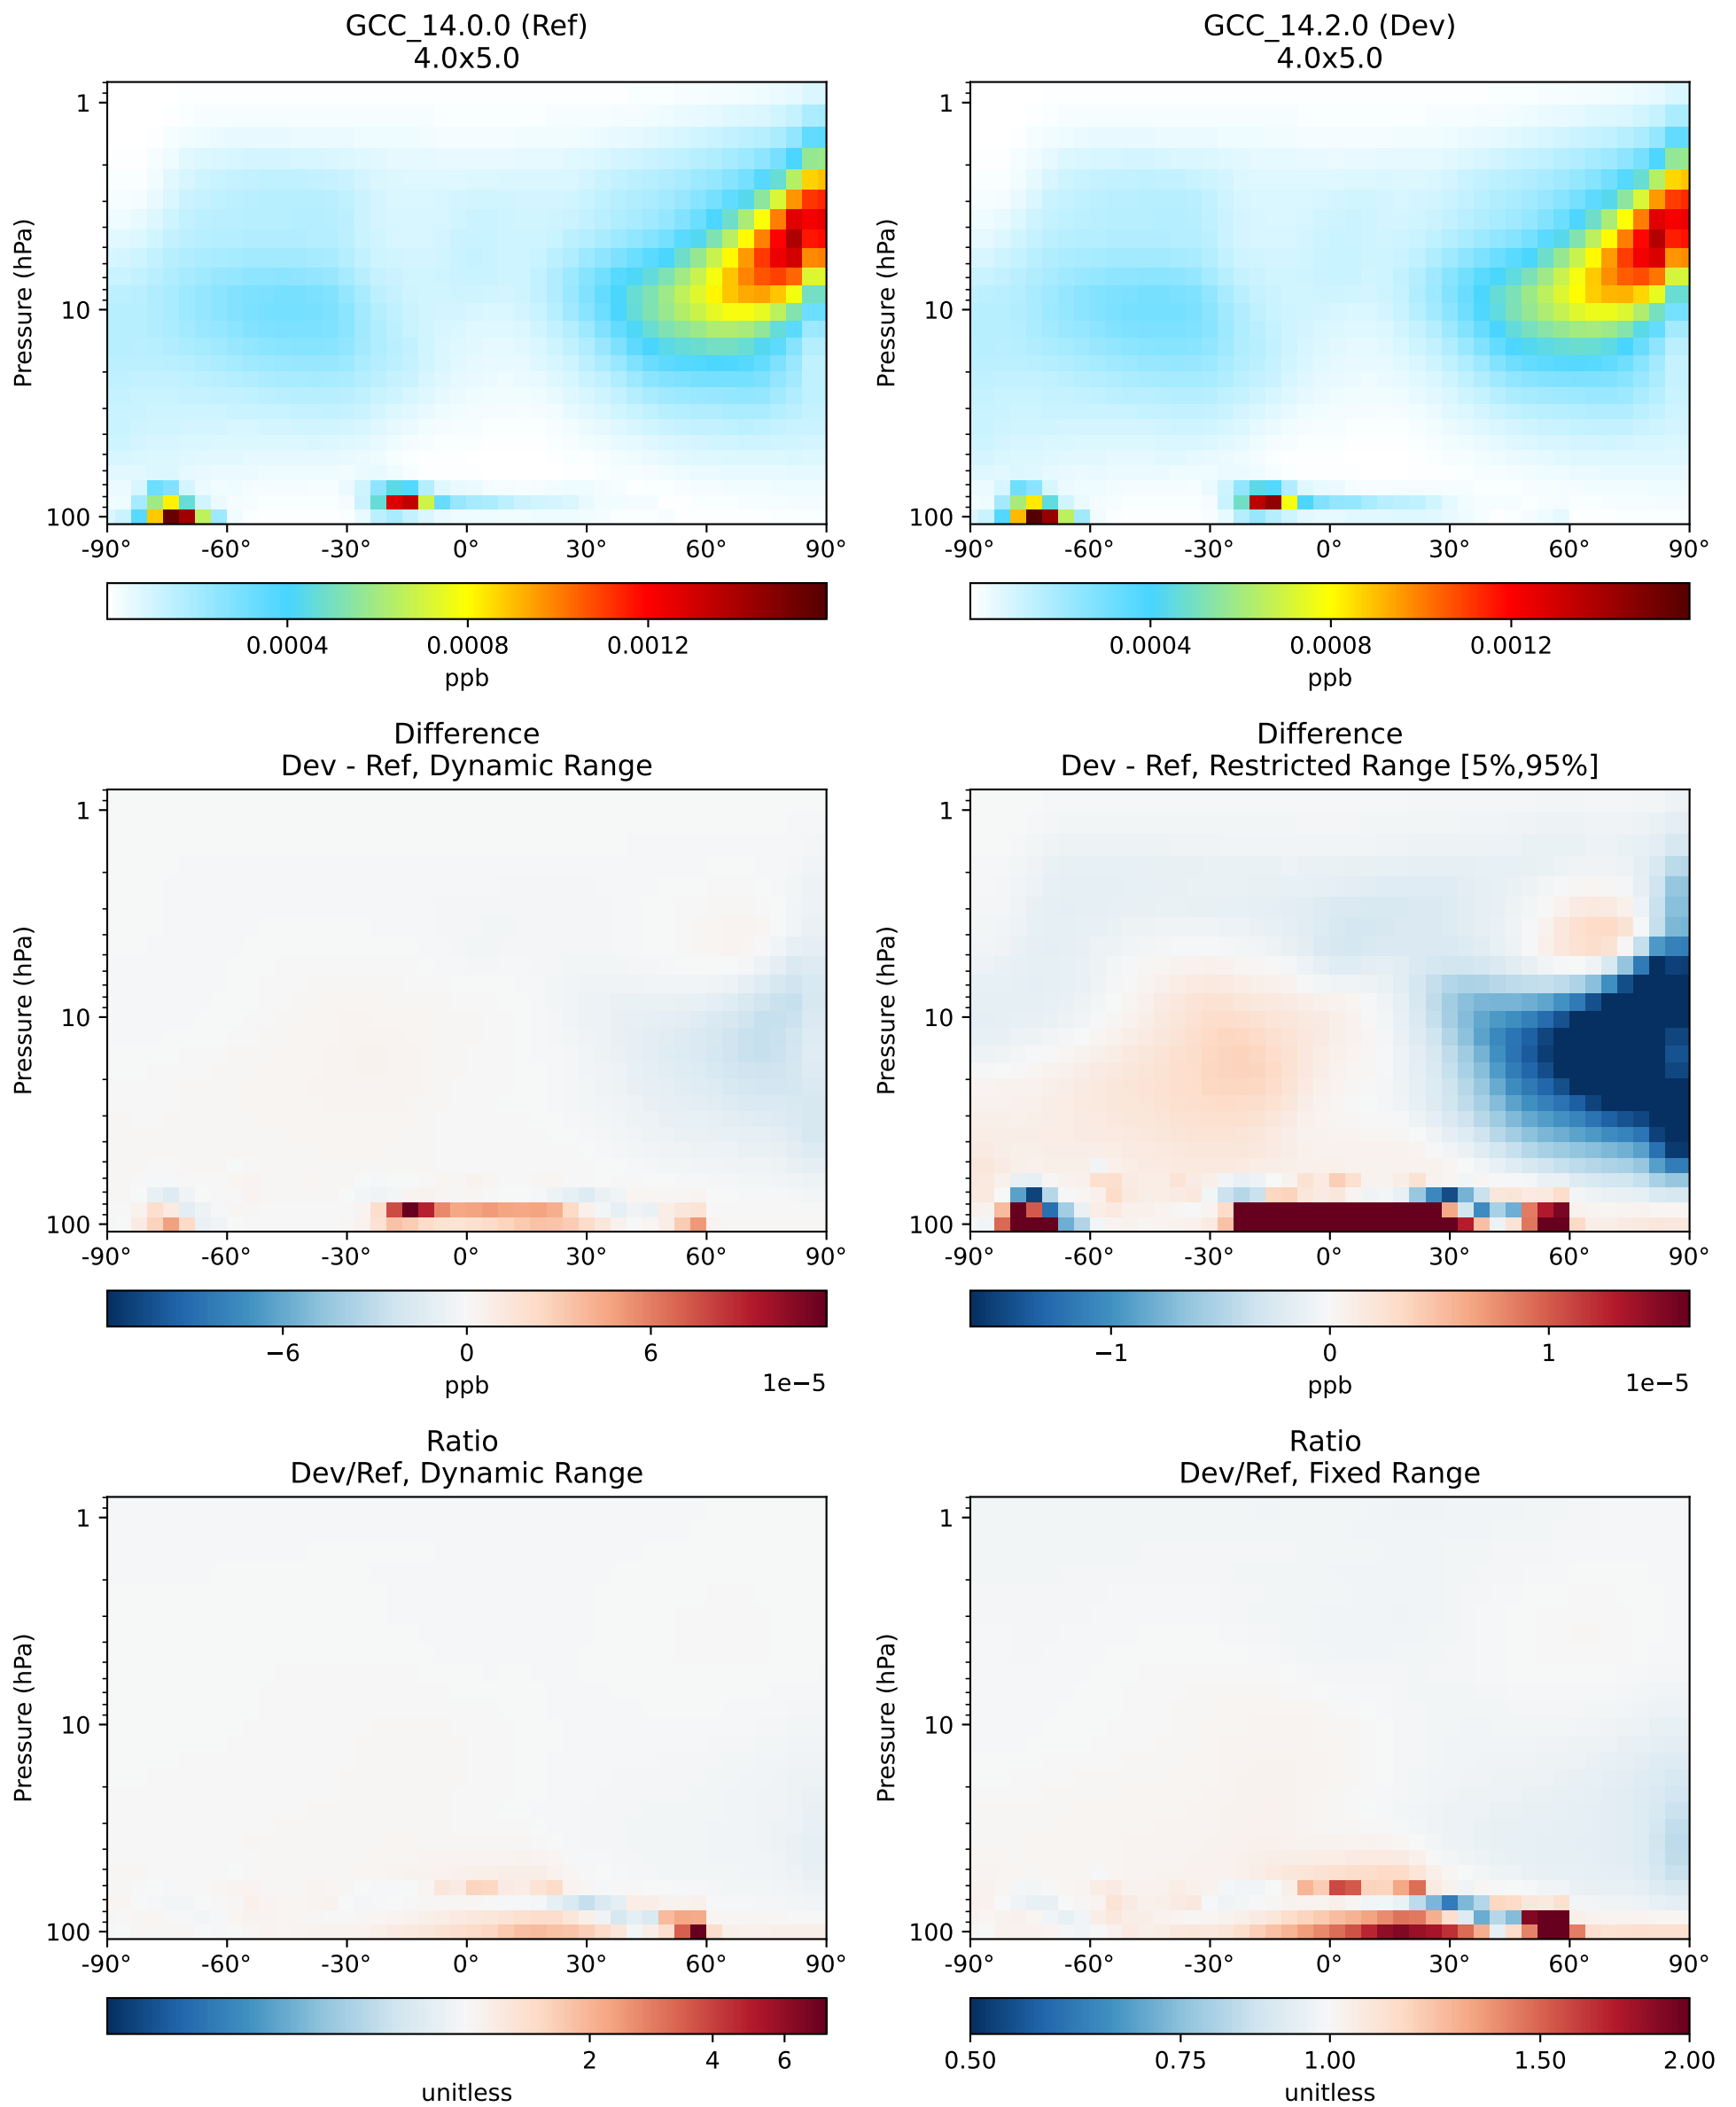 GCC_14.0.0 (Ref)
4.0x5.0
Pressure (hPa)
1
10
100
-90° -60° -30° 0° 30° 60° 90°
0.0004 0.0008 0.0012
ppb
GCC_14.2.0 (Dev)
4.0x5.0
Pressure (hPa)
1
10
100
-90° -60° -30° 0° 30° 60° 90°
0.0004 0.0008 0.0012
ppb
Difference
Dev - Ref, Dynamic Range
Pressure (hPa)
1
10
100
-90° -60° -30° 0° 30° 60° 90°
−6 0 6
1e−5
ppb
Difference
Dev - Ref, Restricted Range [5%,95%]
Pressure (hPa)
1
10
100
-90° -60° -30° 0° 30° 60° 90°
−1 0 1
1e−5
ppb
Ratio
Dev/Ref, Dynamic Range
Pressure (hPa)
1
10
100
-90° -60° -30° 0° 30° 60° 90°
2 4 6
unitless
Ratio
Dev/Ref, Fixed Range
Pressure (hPa)
1
10
100
-90° -60° -30° 0° 30° 60° 90°
0.50 0.75 1.00 1.50 2.00
unitless